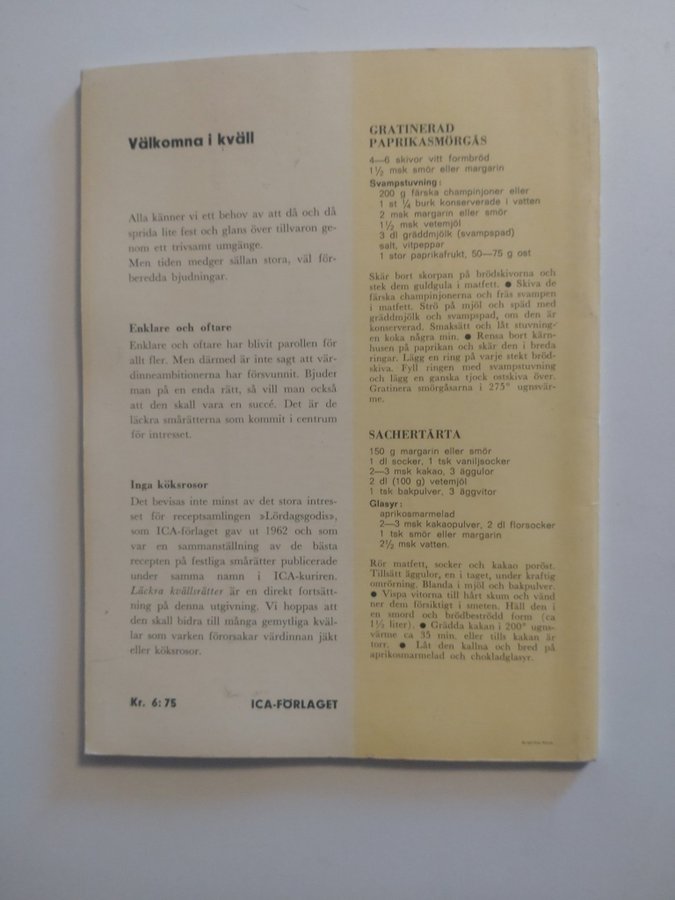 Välkomna i kväll
Alla känner vi ett behov av att då och då
sprida lite fest och glans över tillvaron ge-
nom ett trivsamt umgänge.
Men tiden medger sällan stora, väl för-
beredda bjudningar.
Enklare och oftare
Enklare och oftare har blivit parollen för
allt fler. Men därmed är inte sagt att vär-
dinneambitionerna har försvunnit. Bjuder
man på en enda rätt, så vill man också
att den skall vara en succé. Det är de
läckra smårätterna som kommit i centrum
för intresset.
Inga köksrosor
Det bevisas inte minst av det stora intres-
set för receptsamlingen »Lördagsgodis»,
som ICA-förlaget gav ut 1962 och som
var en sammanställning av de bästa
recepten på festliga smårätter publicerade
under samma namn i ICA-kuriren.
Läckra kvällsrätter är en direkt fortsätt-
ning på denna utgivning. Vi hoppas att
den skall bidra till många gemytliga kväl-
lar som varken förorsakar värdinnan jäkt
eller köksrosor.
Kr. 6:75 ICA-FÖRLAGET
GRATINERAD
PAPRIKASMÖRGÅS
4—6 skivor vitt formbröd
1½ msk smör eller margarin
Svampstuvning:
200 g färska champinjoner eller
1 st ¼ burk konserverade i vatten
2 msk margarin eller smör
1½ msk vetemjöl
3 dl gräddmjölk (svampspad)
salt, vitpeppar
1 stor paprikafrukt, 50—75 g ost
Skär bort skorpan på brödskivorna och
stek dem guldgula i matfett. ● Skiva de
färska champinjonerna och fräs svampen
i matfett. Strö på mjöl och späd med
gräddmjölk och svampspad, om den är
konserverad. Smaksätt och låt stuvning-
en koka några min. ● Rensa bort kärn-
husen på paprikan och skär den i breda
ringar. Lägg en ring på varje stekt bröd-
skiva. Fyll ringen med svampstuvning
och lägg en ganska tjock ostskiva över.
Gratinera smörgåsarna i 275° ugnsvär-
me.
SACHERTÅRTA
150 g margarin eller smör
1 dl socker, 1 tsk vaniljsocker
2—3 msk kakao, 3 äggulor
2 dl (100 g) vetemjöl
1 tsk bakpulver, 3 äggvitor
Glasyr:
aprikosmarmelad
2—3 msk kakaopulver, 2 dl florsocker
1 tsk smör eller margarin
2½ msk vatten.
Rör matfett, socker och kakao poröst.
Tillsätt äggulor, en i taget, under kraftig
omrörning. Blanda i mjöl och bakpulver.
● Vispa vitorna till hårt skum och vänd
ner dem försiktigt i smeten. Häll den i
en smord och brödbeströdd form (ca
1½ liter). ● Grädda kakan i 200° ugns-
värme ca 35 min. eller tills kakan är
torr. ● Låt den kallna och bred på
aprikosmarmelad och chokladglasyr.